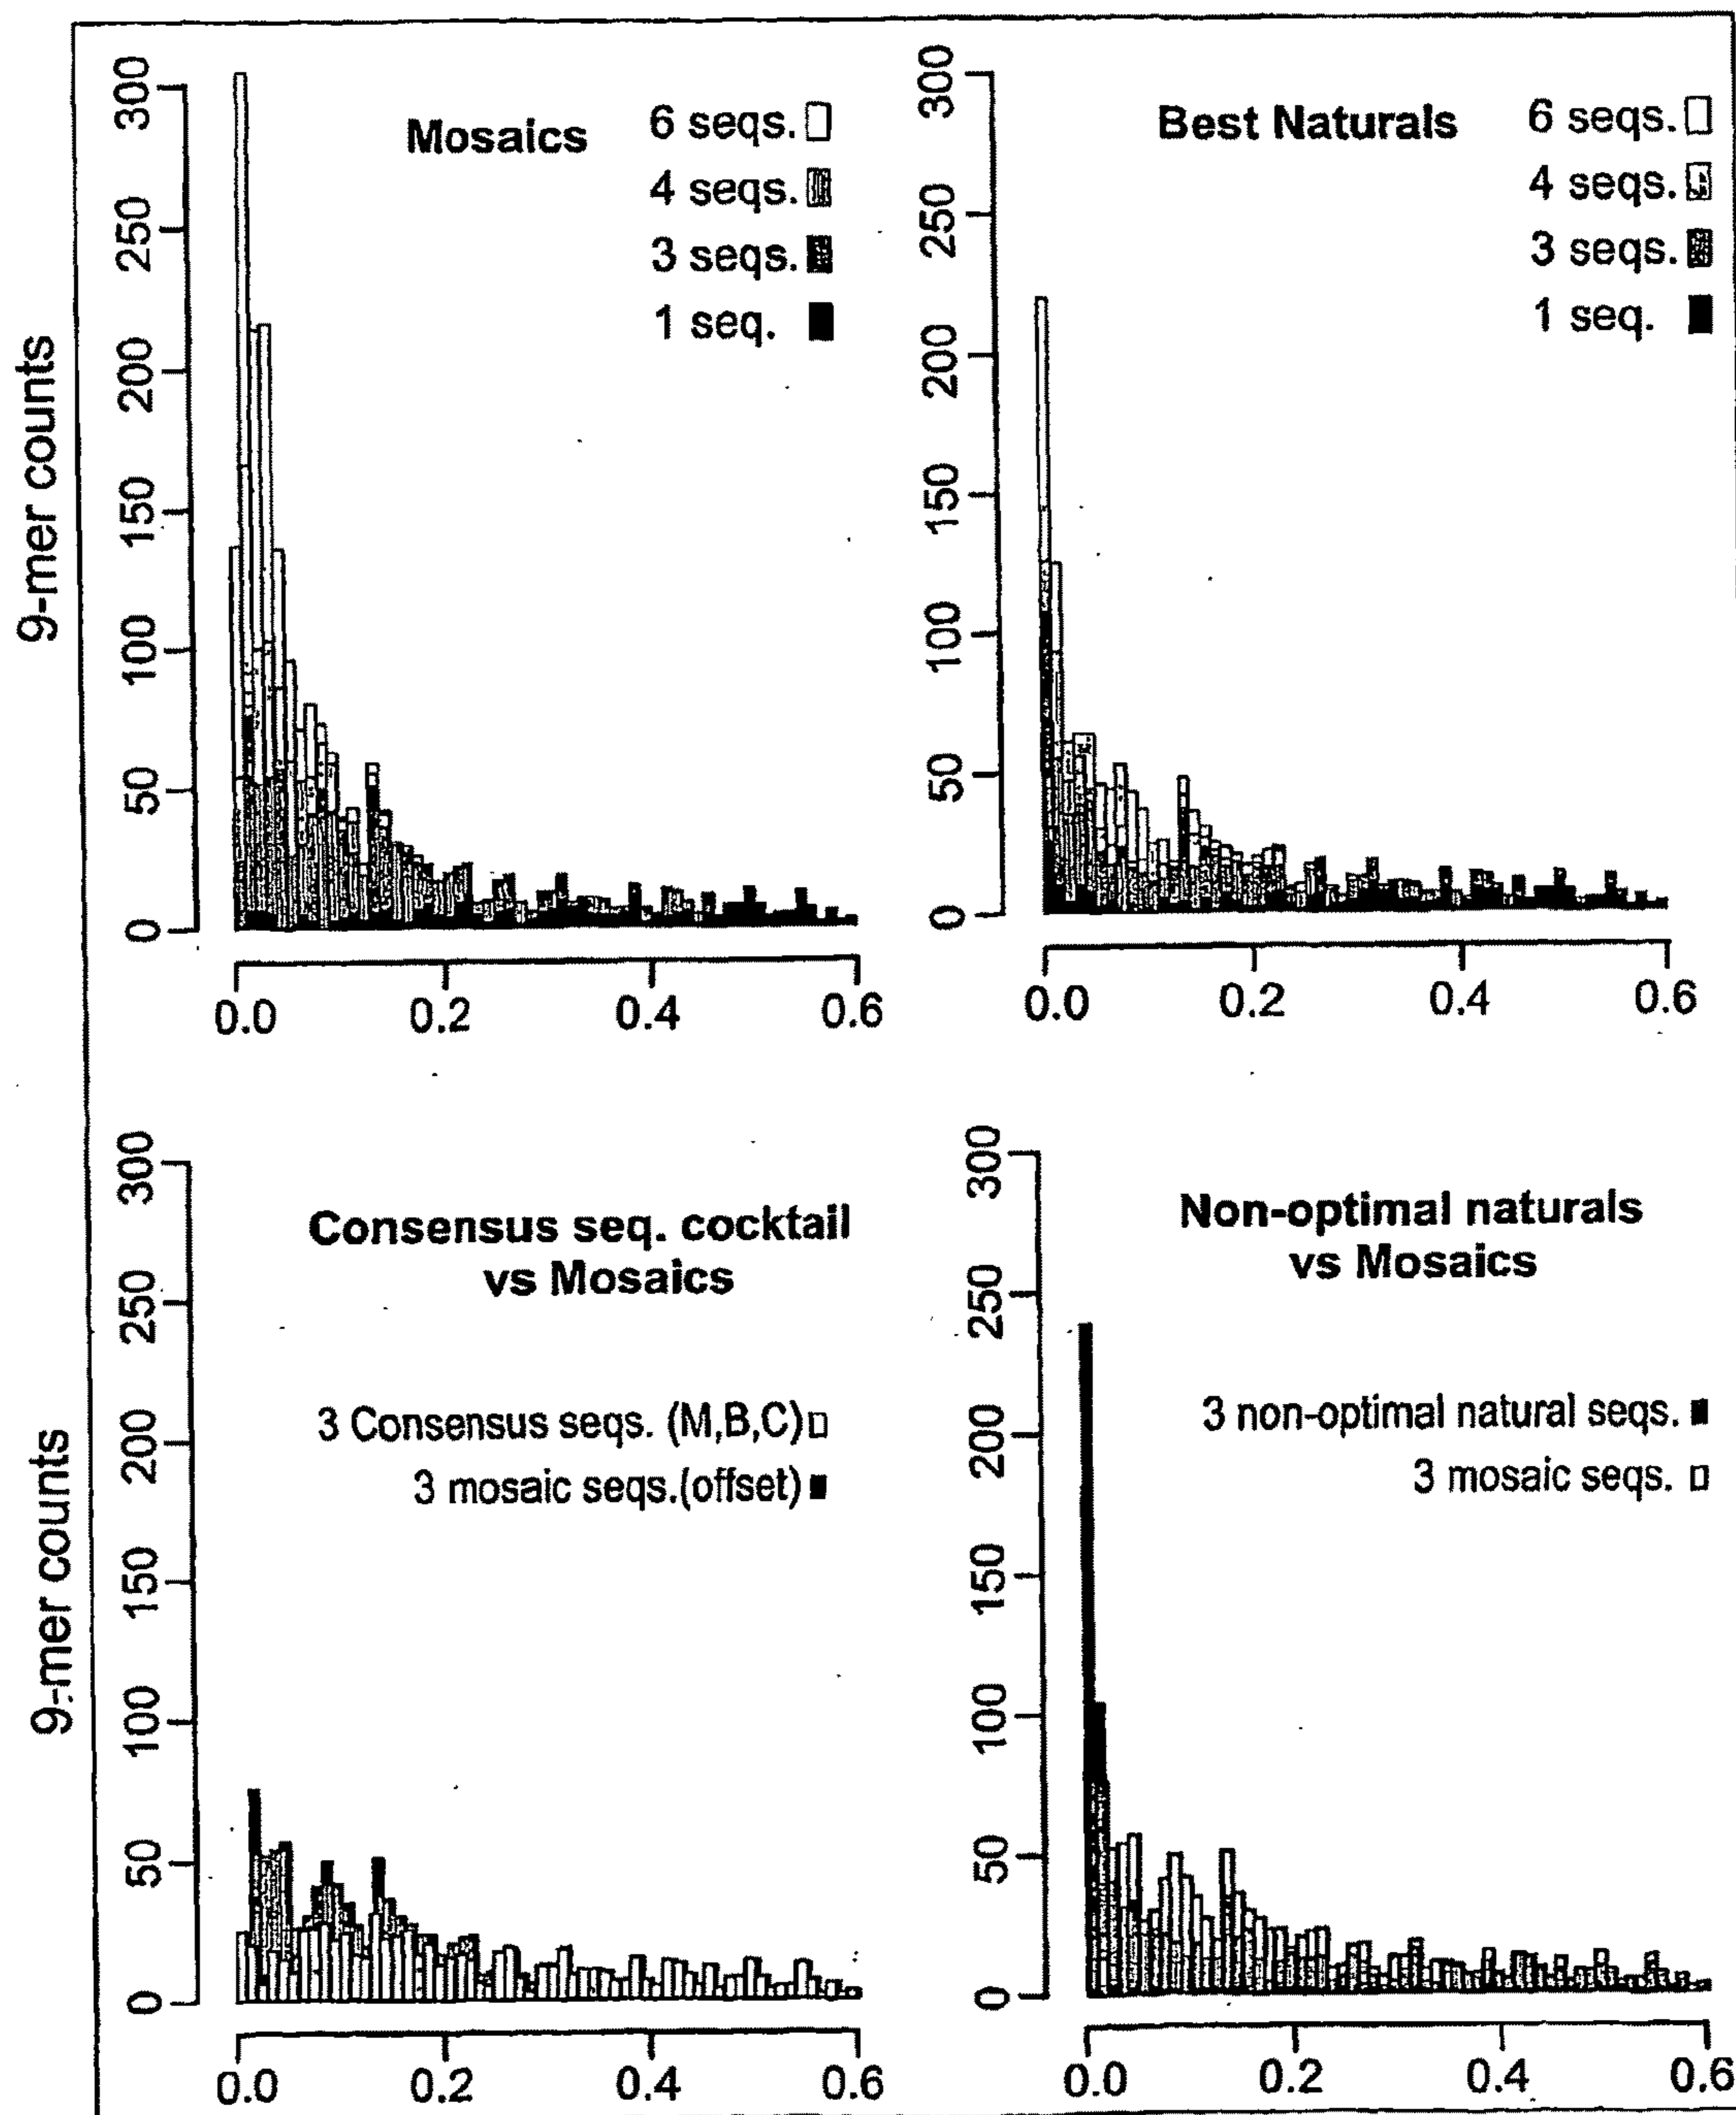 Mosaics
6 seqs.
4 seqs.
3 seqs.
1 seq.
9-mer counts
300
250
200
150
100
50
0
0.0
0.2
0.4
0.6
Best Naturals
6 seqs.
4 seqs.
3 seqs.
1 seq.
300
250
200
150
100
50
0
0.0
0.2
0.4
0.6
Consensus seq. cocktail
vs Mosaics
3 Consensus seqs. (M,B,C)
3 mosaic seqs.(offset)
9-mer counts
300
250
200
150
100
50
0
0.0
0.2
0.4
0.6
Non-optimal naturals
vs Mosaics
3 non-optimal natural seqs.
3 mosaic seqs.
300
250
200
150
100
50
0
0.0
0.2
0.4
0.6